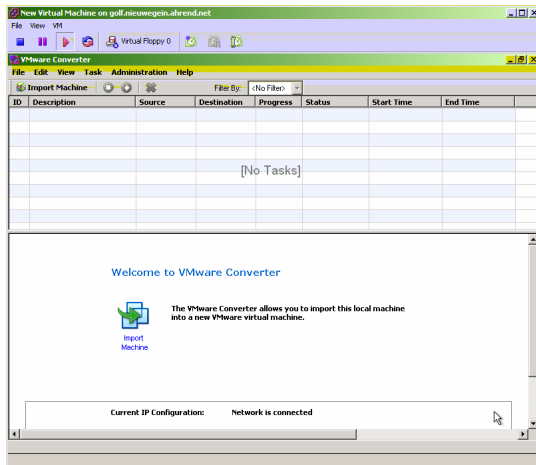 New Virtual Machine on golf.nieuwegein.ahrend.net
File View VM
Virtual Floppy 0
VMware Converter
File Edit View Task Administration Help
Import Machine Filter By: <No Filter>
ID Description Source Destination Progress Status Start Time End Time
[No Tasks]
Welcome to VMware Converter
The VMware Converter allows you to import this local machine
into a new VMware virtual machine.
Import
Machine
Current IP Configuration: Network is connected